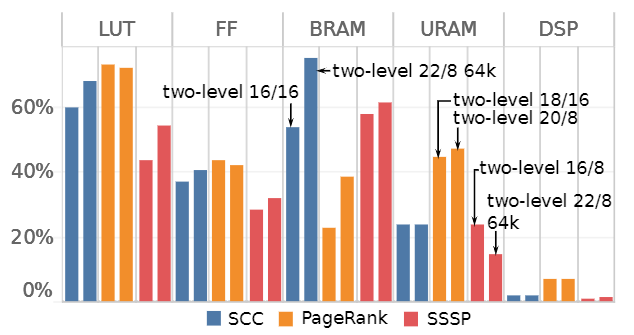 LUT FF BRAM URAM DSP
two-level 22/8 64k
two-level 16/16
two-level 18/16
60%
two-level 20/8
two-level 16/8
40%
two-level 22/8
64k
20%
0%
SCC PageRank SSSP